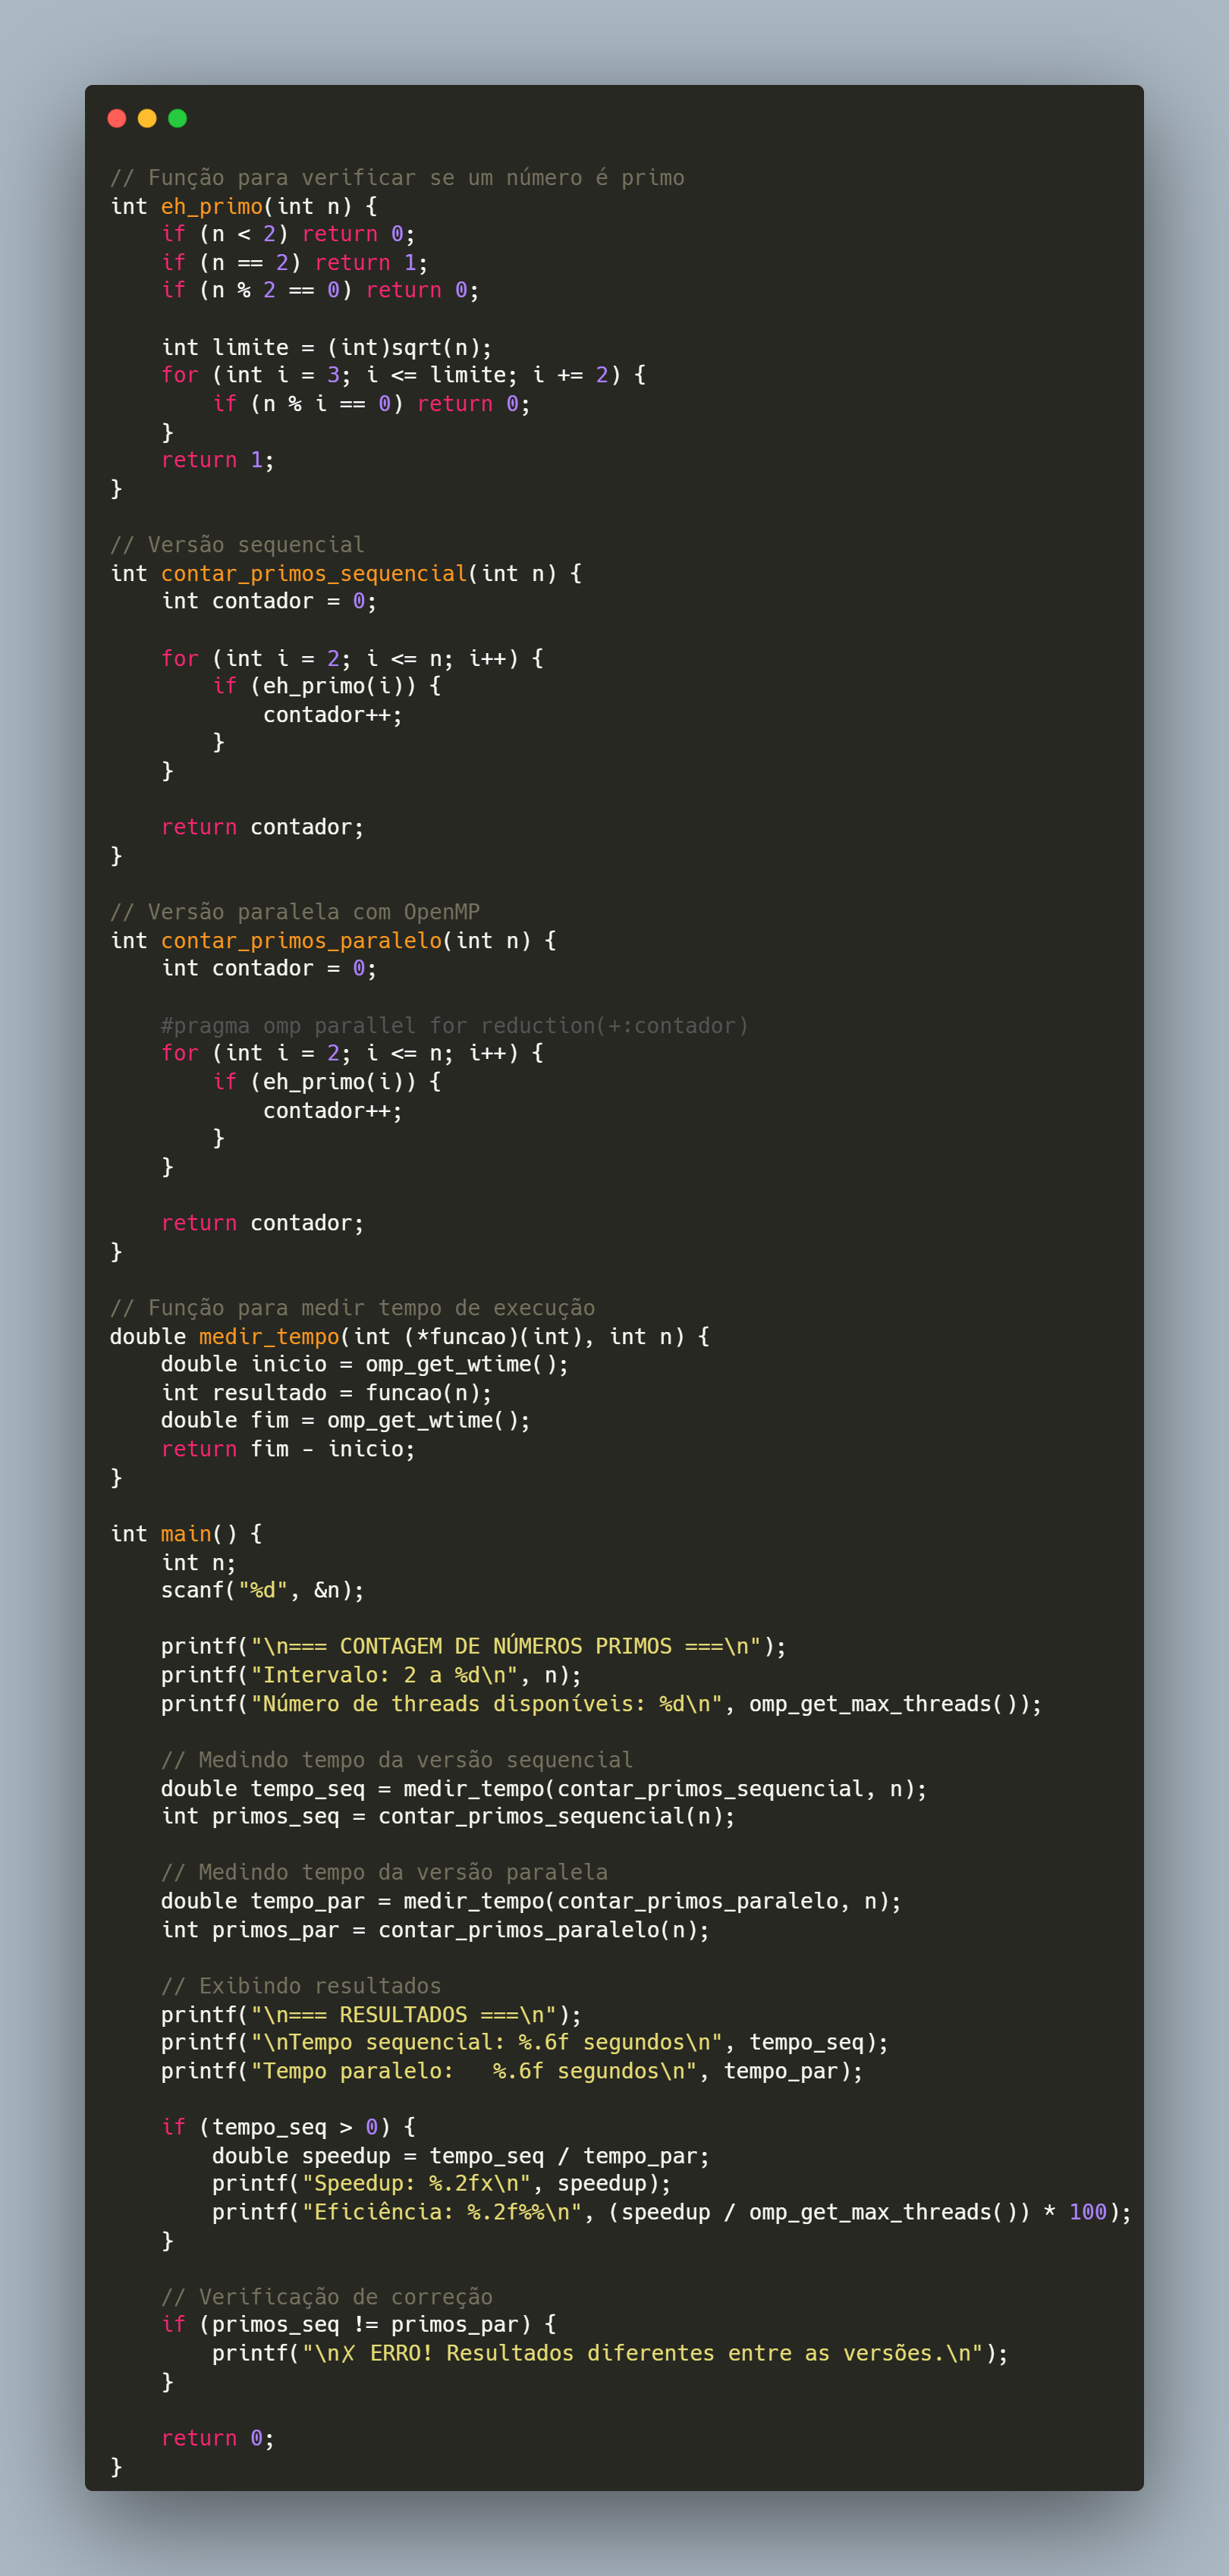 // Função para verificar se um número é primo
int eh_primo(int n) {
    if (n < 2) return 0;
    if (n == 2) return 1;
    if (n % 2 == 0) return 0;

    int limite = (int)sqrt(n);
    for (int i = 3; i <= limite; i += 2) {
        if (n % i == 0) return 0;
    }
    return 1;
}

// Versão sequencial
int contar_primos_sequencial(int n) {
    int contador = 0;

    for (int i = 2; i <= n; i++) {
        if (eh_primo(i)) {
            contador++;
        }
    }

    return contador;
}

// Versão paralela com OpenMP
int contar_primos_paralelo(int n) {
    int contador = 0;

    #pragma omp parallel for reduction(+:contador)
    for (int i = 2; i <= n; i++) {
        if (eh_primo(i)) {
            contador++;
        }
    }

    return contador;
}

// Função para medir tempo de execução
double medir_tempo(int (*funcao)(int), int n) {
    double inicio = omp_get_wtime();
    int resultado = funcao(n);
    double fim = omp_get_wtime();
    return fim - inicio;
}

int main() {
    int n;
    scanf("%d", &n);

    printf("\n=== CONTAGEM DE NÚMEROS PRIMOS ===\n");
    printf("Intervalo: 2 a %d\n", n);
    printf("Número de threads disponíveis: %d\n", omp_get_max_threads());

    // Medindo tempo da versão sequencial
    double tempo_seq = medir_tempo(contar_primos_sequencial, n);
    int primos_seq = contar_primos_sequencial(n);

    // Medindo tempo da versão paralela
    double tempo_par = medir_tempo(contar_primos_paralelo, n);
    int primos_par = contar_primos_paralelo(n);

    // Exibindo resultados
    printf("\n=== RESULTADOS ===\n");
    printf("\nTempo sequencial: %.6f segundos\n", tempo_seq);
    printf("Tempo paralelo:   %.6f segundos\n", tempo_par);

    if (tempo_seq > 0) {
        double speedup = tempo_seq / tempo_par;
        printf("Speedup: %.2fx\n", speedup);
        printf("Eficiência: %.2f%%\n", (speedup / omp_get_max_threads()) * 100);
    }

    // Verificação de correção
    if (primos_seq != primos_par) {
        printf("\n✗ ERRO! Resultados diferentes entre as versões.\n");
    }

    return 0;
}